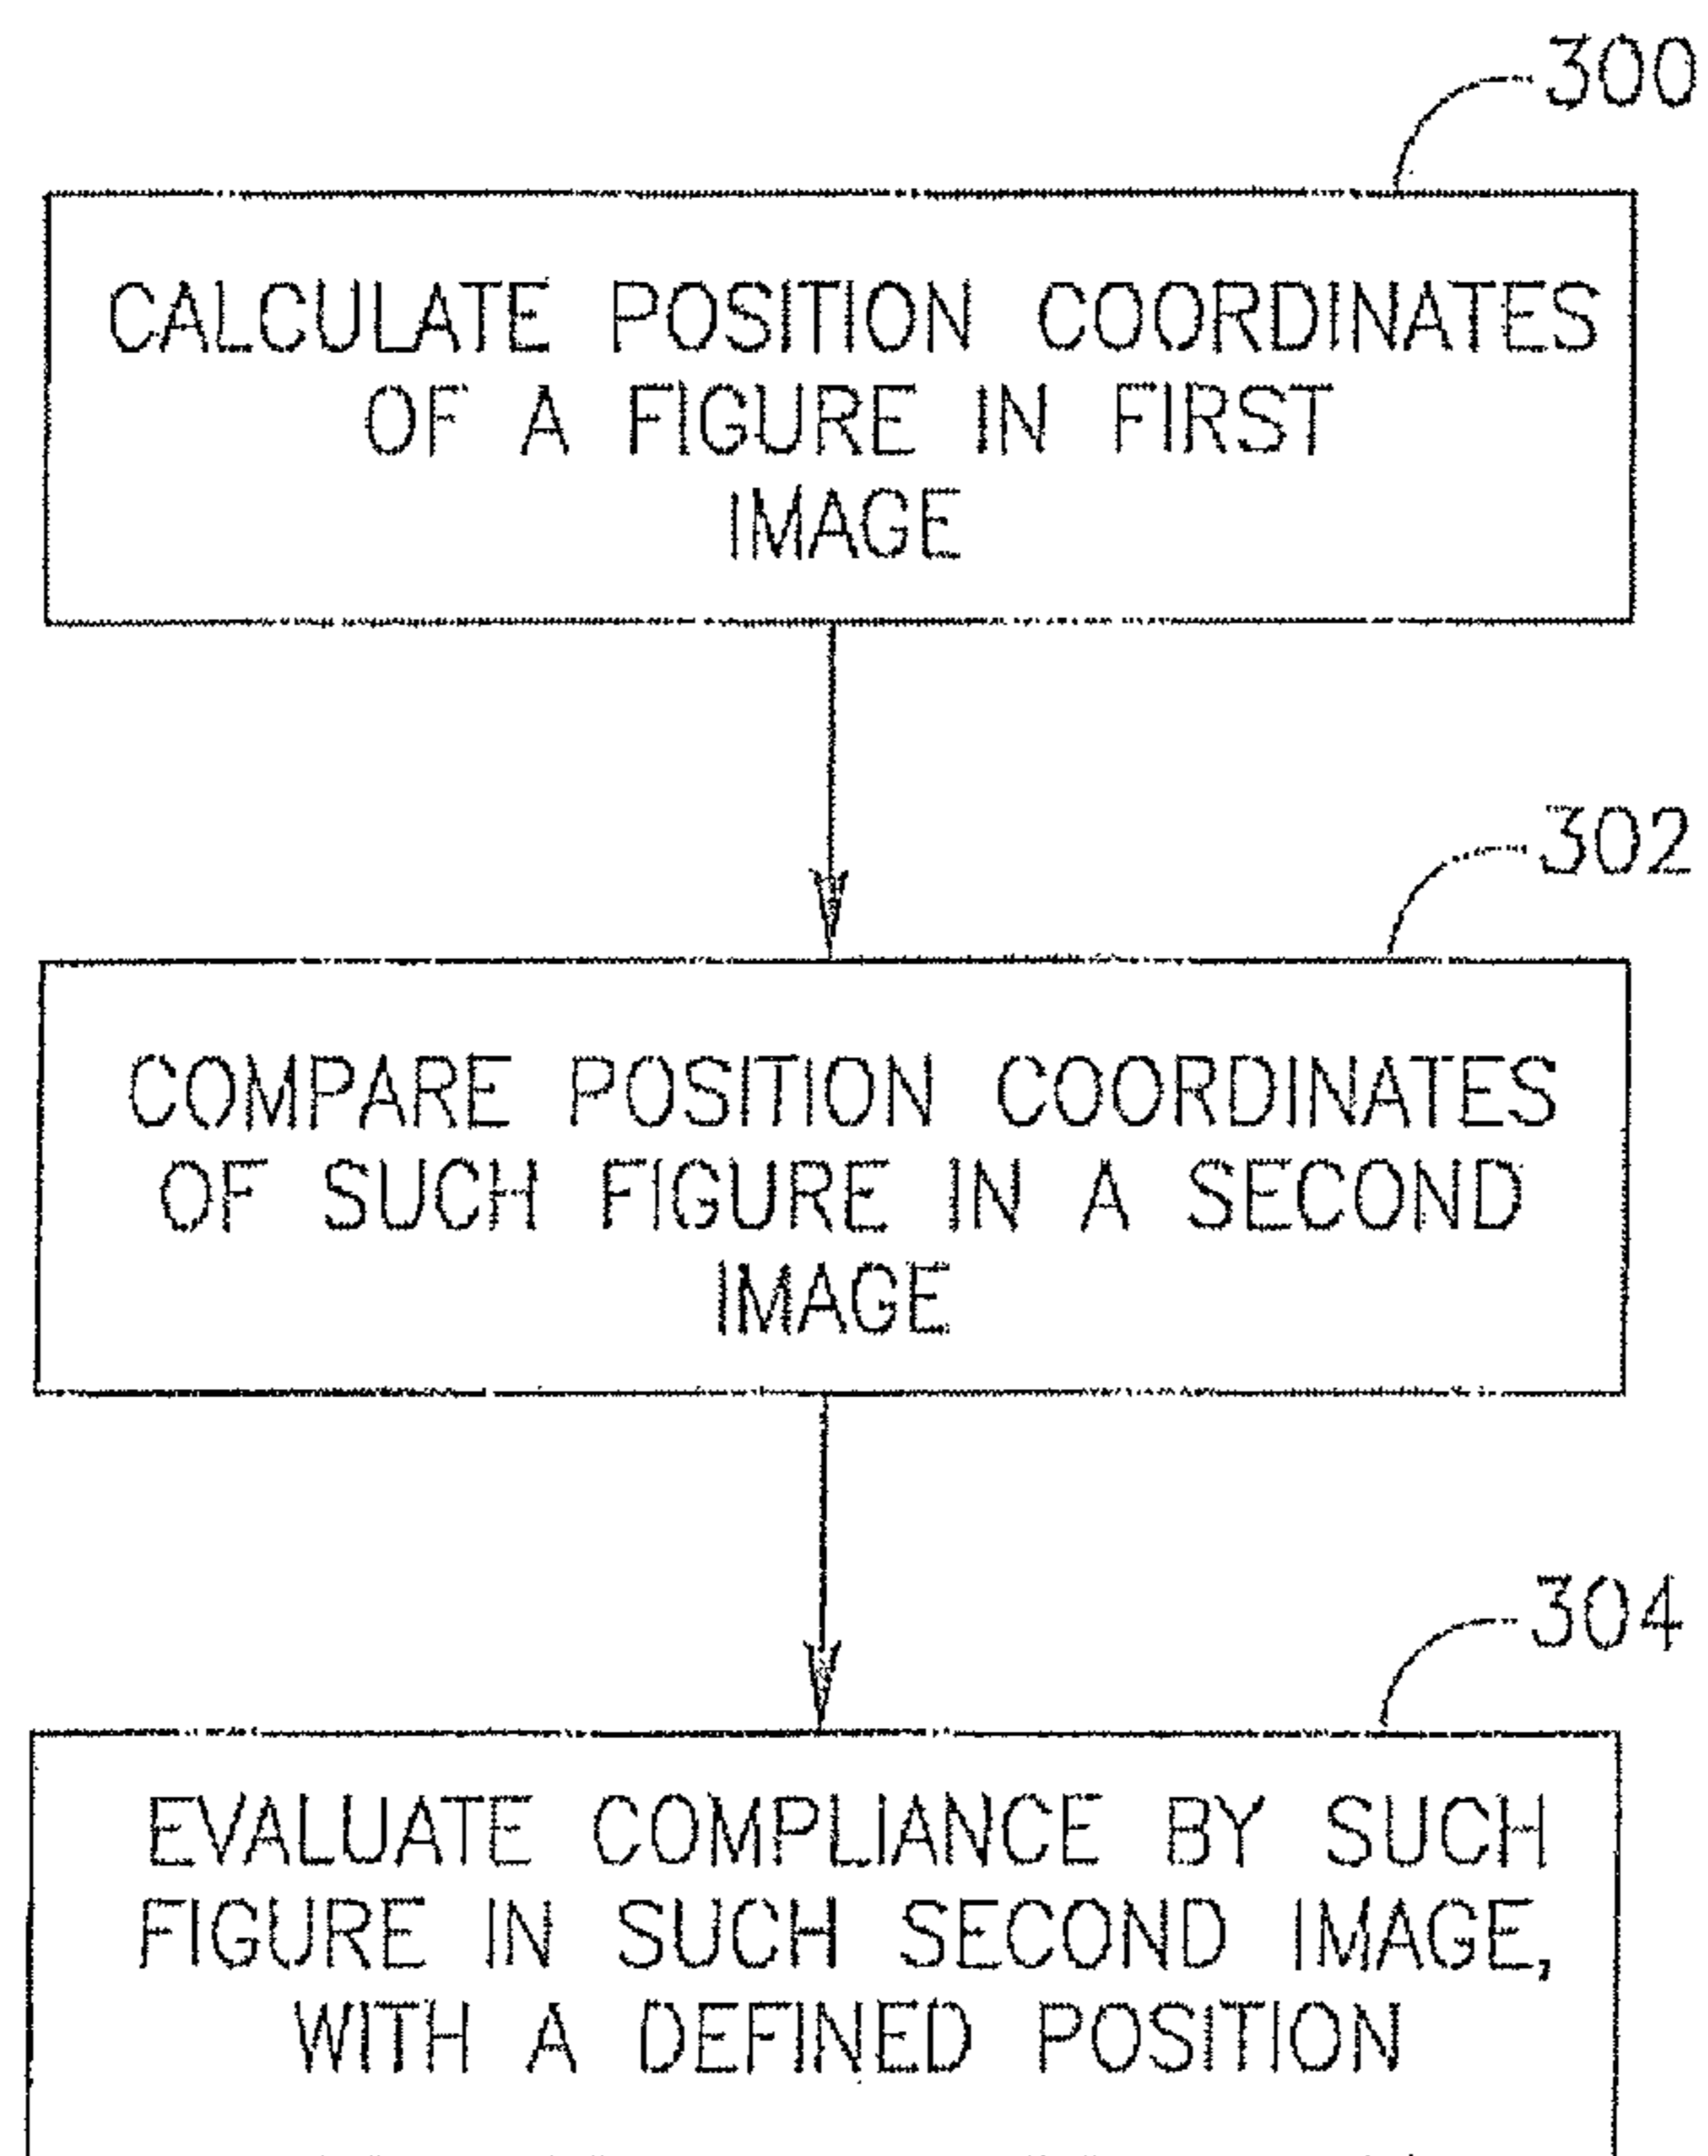 300
CALCULATE POSITION COORDINATES
OF A FIGURE IN FIRST
IMAGE
302
COMPARE POSITION COORDINATES
OF SUCH FIGURE IN A SECOND
IMAGE
304
EVALUATE COMPLIANCE BY SUCH
FIGURE IN SUCH SECOND IMAGE,
WITH A DEFINED POSITION